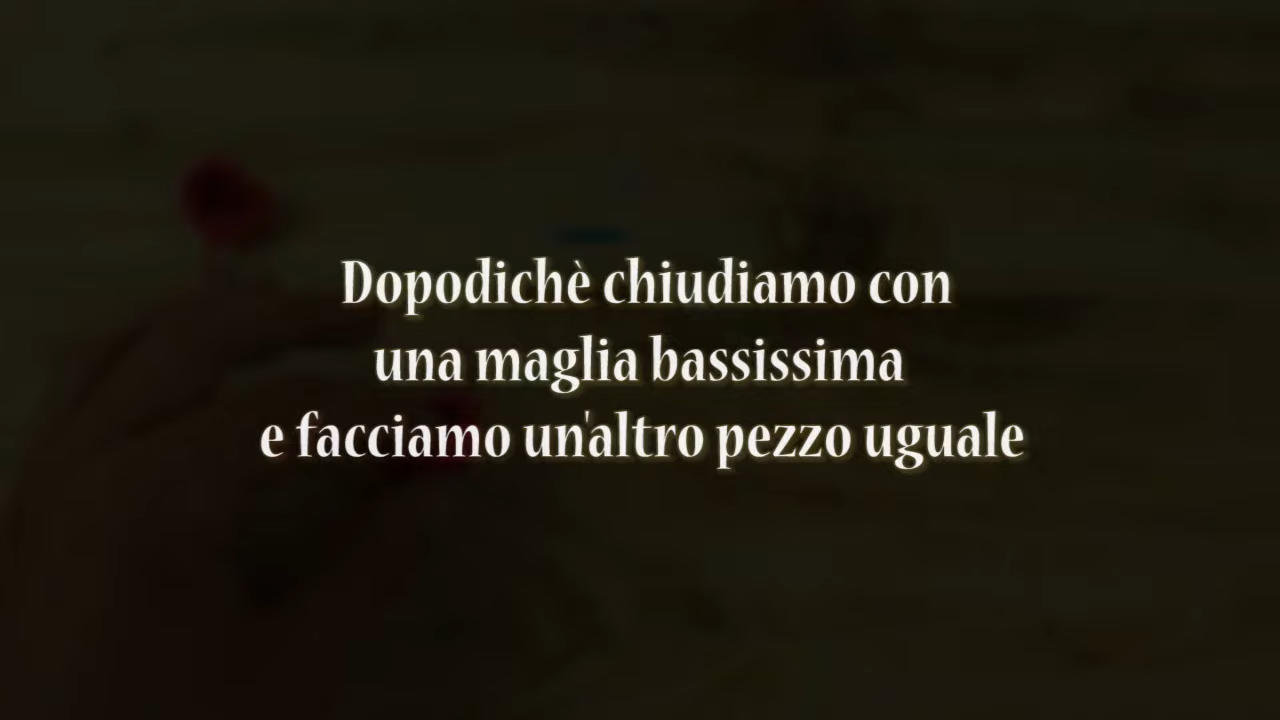 Dopodichè chiudiamo con
una maglia bassissima
e facciamo un'altro pezzo uguale